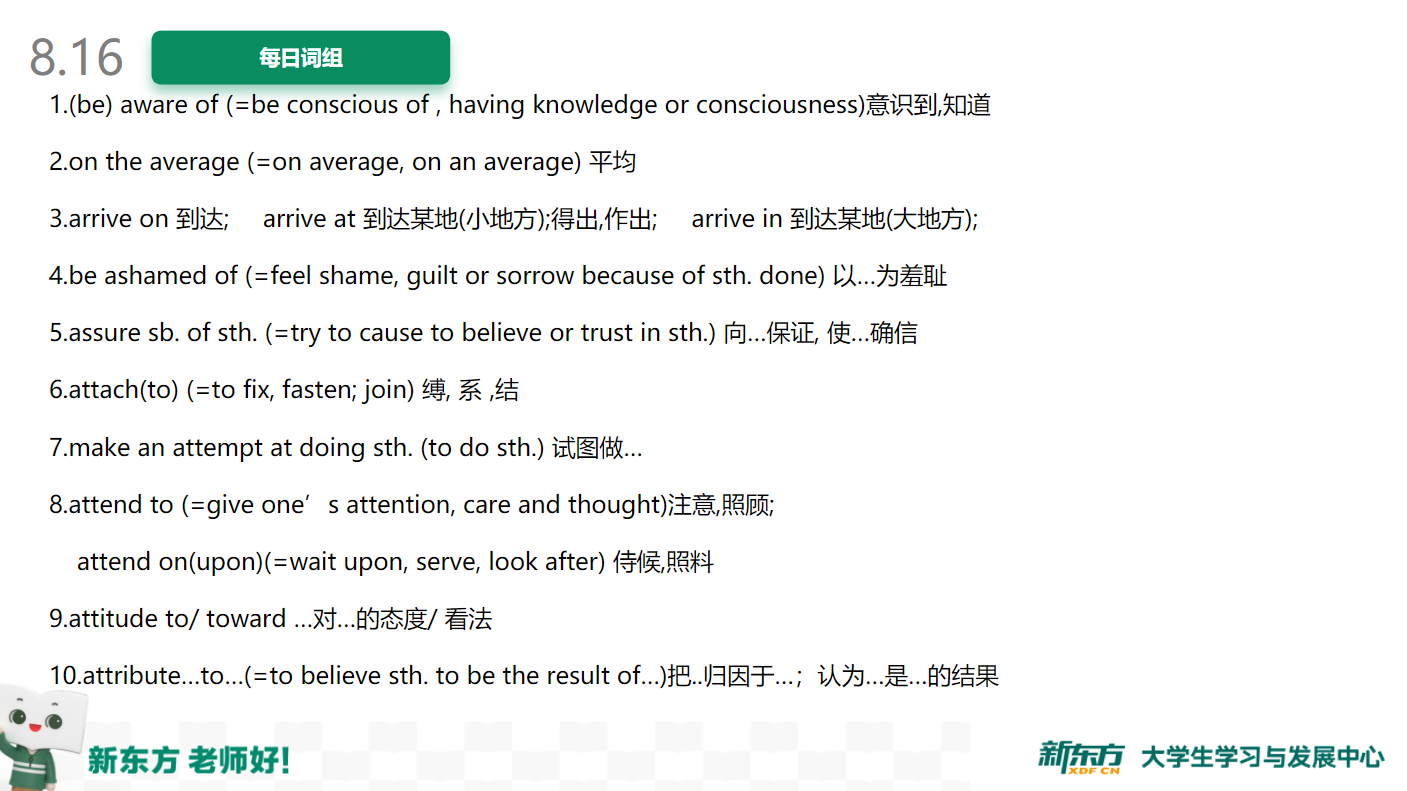 8.16
每日词组
1.(be) aware of (=be conscious of , having knowledge or consciousness)意识到,知道
2.on the average (=on average, on an average) 平均
3.arrive on 到达; arrive at 到达某地(小地方);得出,作出; arrive in 到达某地(大地方);
4.be ashamed of (=feel shame, guilt or sorrow because of sth. done) 以…为羞耻
5.assure sb. of sth. (=try to cause to believe or trust in sth.) 向…保证, 使…确信
6.attach(to) (=to fix, fasten; join) 缚, 系 ,结
7.make an attempt at doing sth. (to do sth.) 试图做…
8.attend to (=give one’s attention, care and thought)注意,照顾;
attend on(upon)(=wait upon, serve, look after) 侍候,照料
9.attitude to/ toward …对…的态度/ 看法
10.attribute…to…(=to believe sth. to be the result of…)把..归因于…；认为…是…的结果
新东方 老师好!
新东方 XDF.CN 大学生学习与发展中心